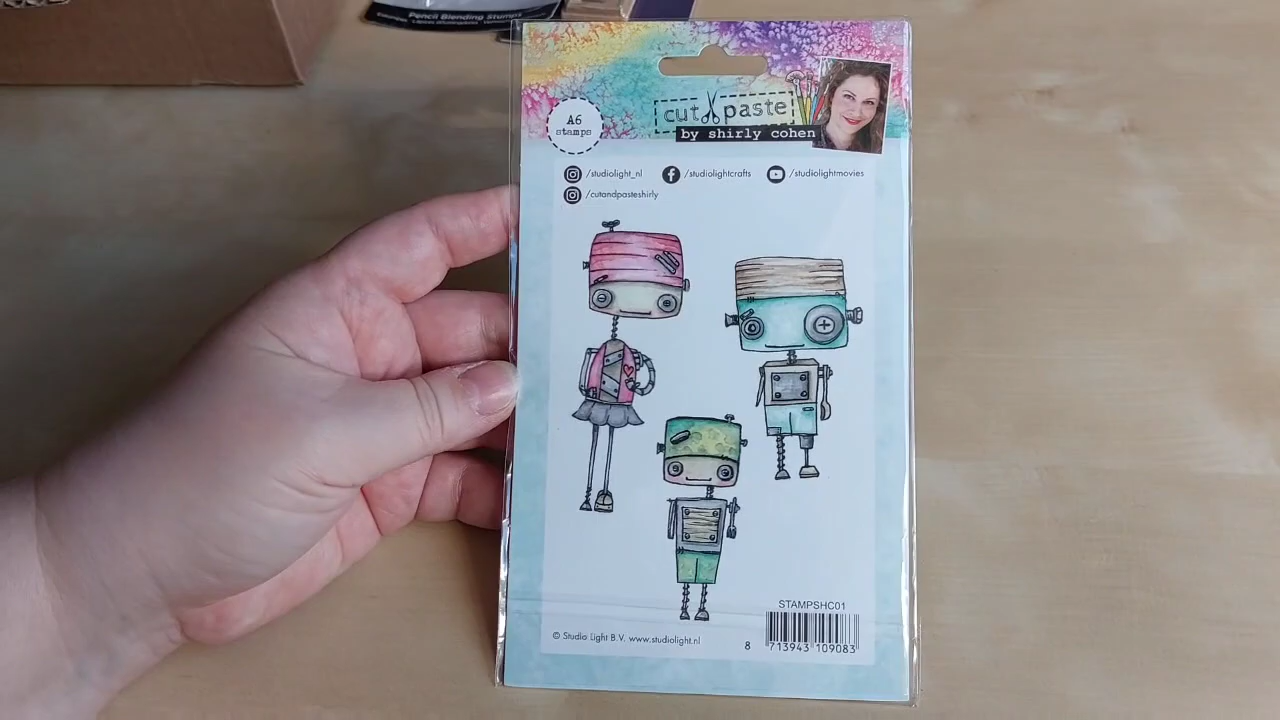 Pencil Blending Stumps
A6
stamps
cut paste
by shirly cohen
/studiolight_nl
/studiolightcrafts
/studiolightmovies
/cutandpasteshirly
STAMPSHC01
© Studio Light B.V. www.studiolight.nl
8 713943 109083